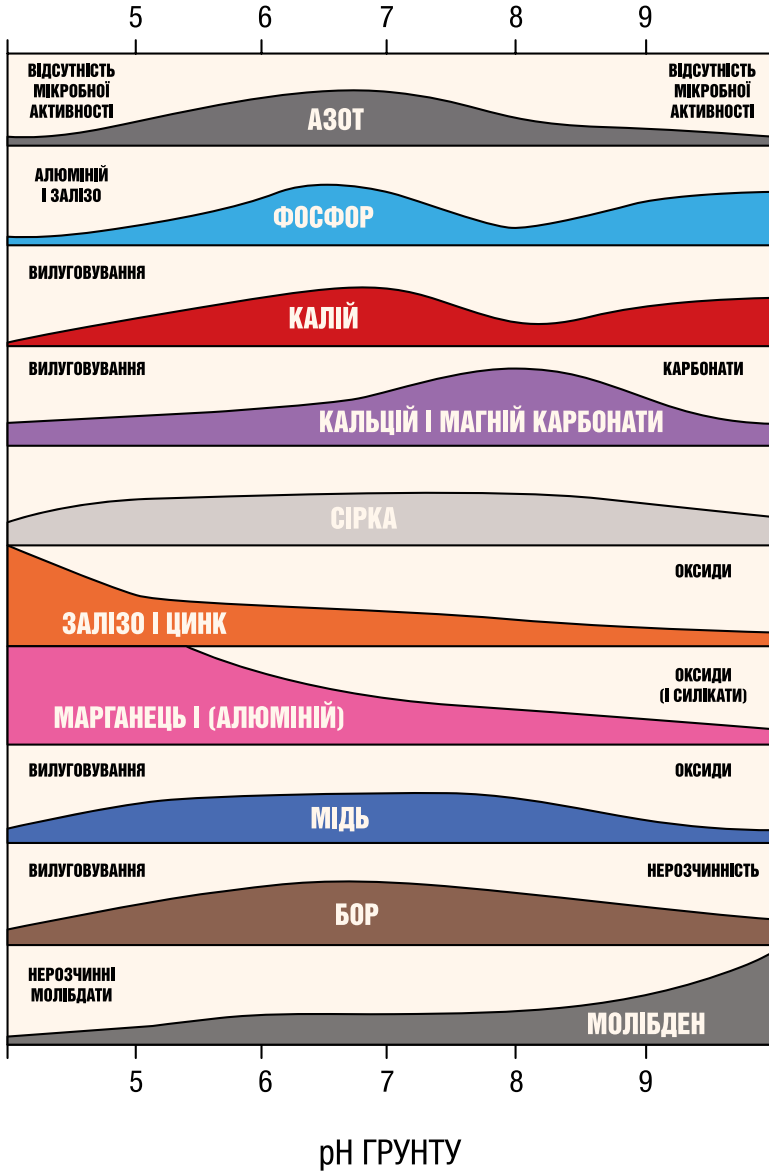 5 6 7 8 9
ВІДСУТНІСТЬ
МІКРОБНОЇ
АКТИВНОСТІ
ВІДСУТНІСТЬ
МІКРОБНОЇ
АКТИВНОСТІ
АЗОТ
АЛЮМІНІЙ
І ЗАЛІЗО
ФОСФОР
ВИЛУГОВУВАННЯ
КАЛІЙ
ВИЛУГОВУВАННЯ
КАРБОНАТИ
КАЛЬЦІЙ І МАГНІЙ КАРБОНАТИ
СІРКА
ОКСИДИ
ЗАЛІЗО І ЦИНК
ОКСИДИ
(І СИЛІКАТИ)
МАРГАНЕЦЬ І (АЛЮМІНІЙ)
ВИЛУГОВУВАННЯ
ОКСИДИ
МІДЬ
ВИЛУГОВУВАННЯ
НЕРОЗЧИННІСТЬ
БОР
НЕРОЗЧИННІ
МОЛІБДАТИ
МОЛІБДЕН
5 6 7 8 9
рН ГРУНТУ